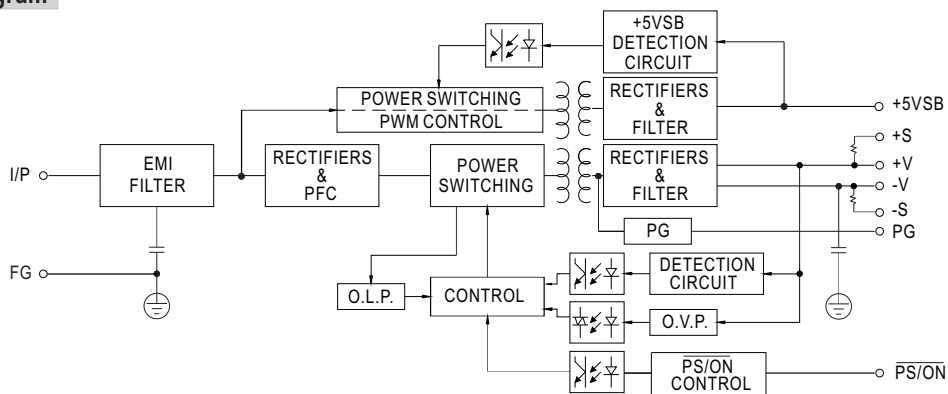 +5VSB
DETECTION
CIRCUIT
POWER SWITCHING
PWM CONTROL
RECTIFIERS
&
FILTER
+5VSB
+S
I/P
EMI
FILTER
RECTIFIERS
&
PFC
POWER
SWITCHING
RECTIFIERS
&
FILTER
+V
-V
-S
PG
PG
FG
O.L.P.
CONTROL
DETECTION
CIRCUIT
O.V.P.
PS/ON
CONTROL
PS/ON